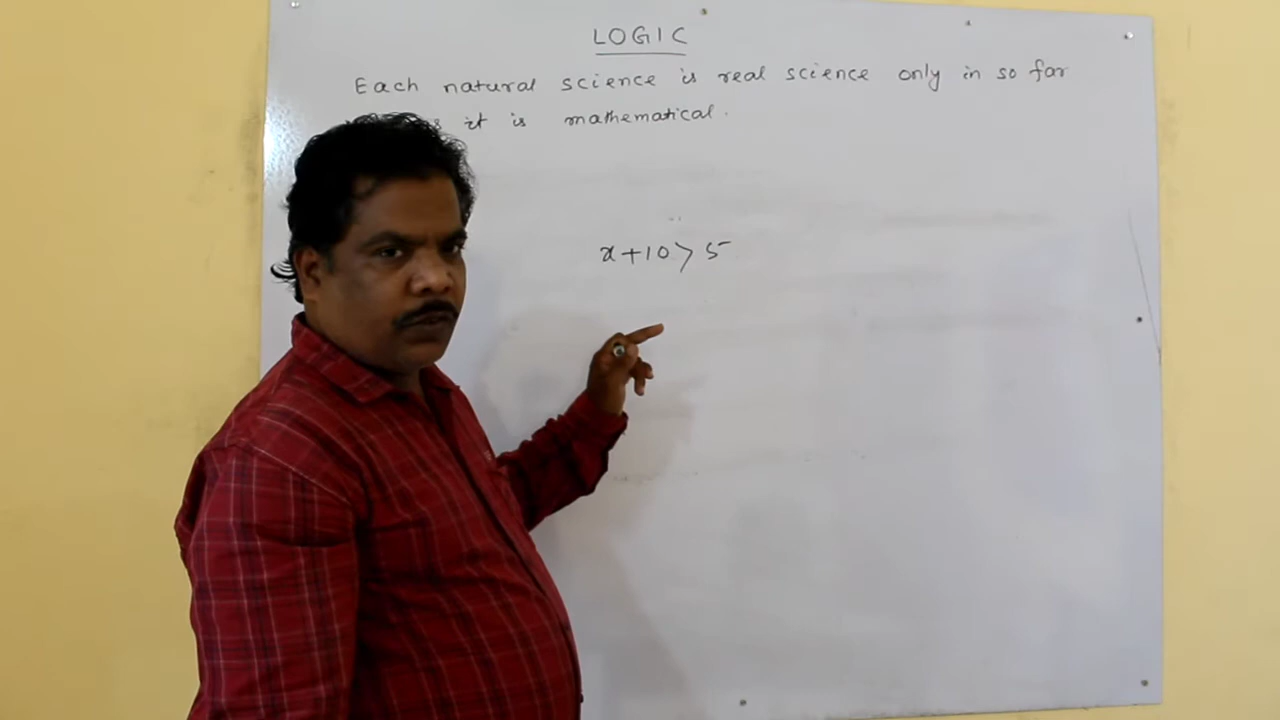 LOGIC
Each natural science is real science only in so far
it is mathematical.
x + 10 > 5